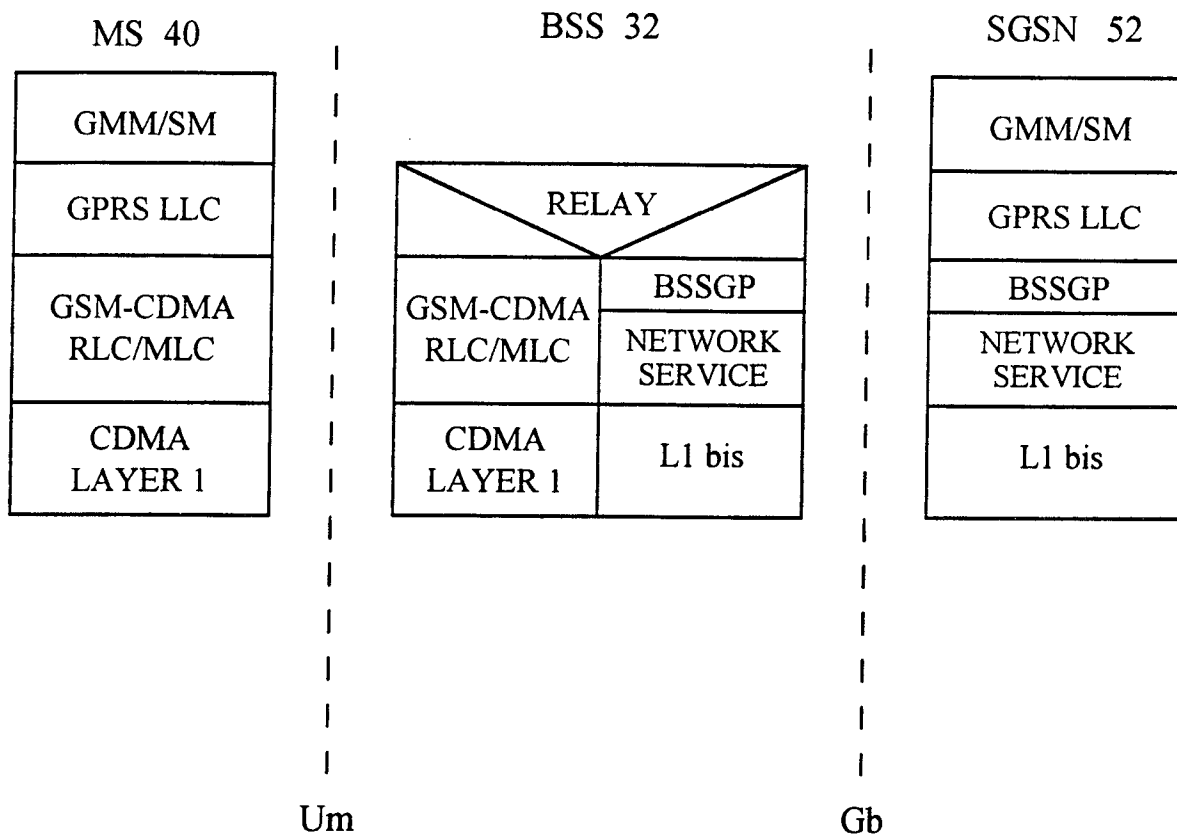 MS 40
BSS 32
SGSN 52
GMM/SM
GPRS LLC
GSM-CDMA
RLC/MLC
CDMA
LAYER 1
RELAY
GSM-CDMA
RLC/MLC
CDMA
LAYER 1
BSSGP
NETWORK
SERVICE
L1 bis
GMM/SM
GPRS LLC
BSSGP
NETWORK
SERVICE
L1 bis
Um
Gb